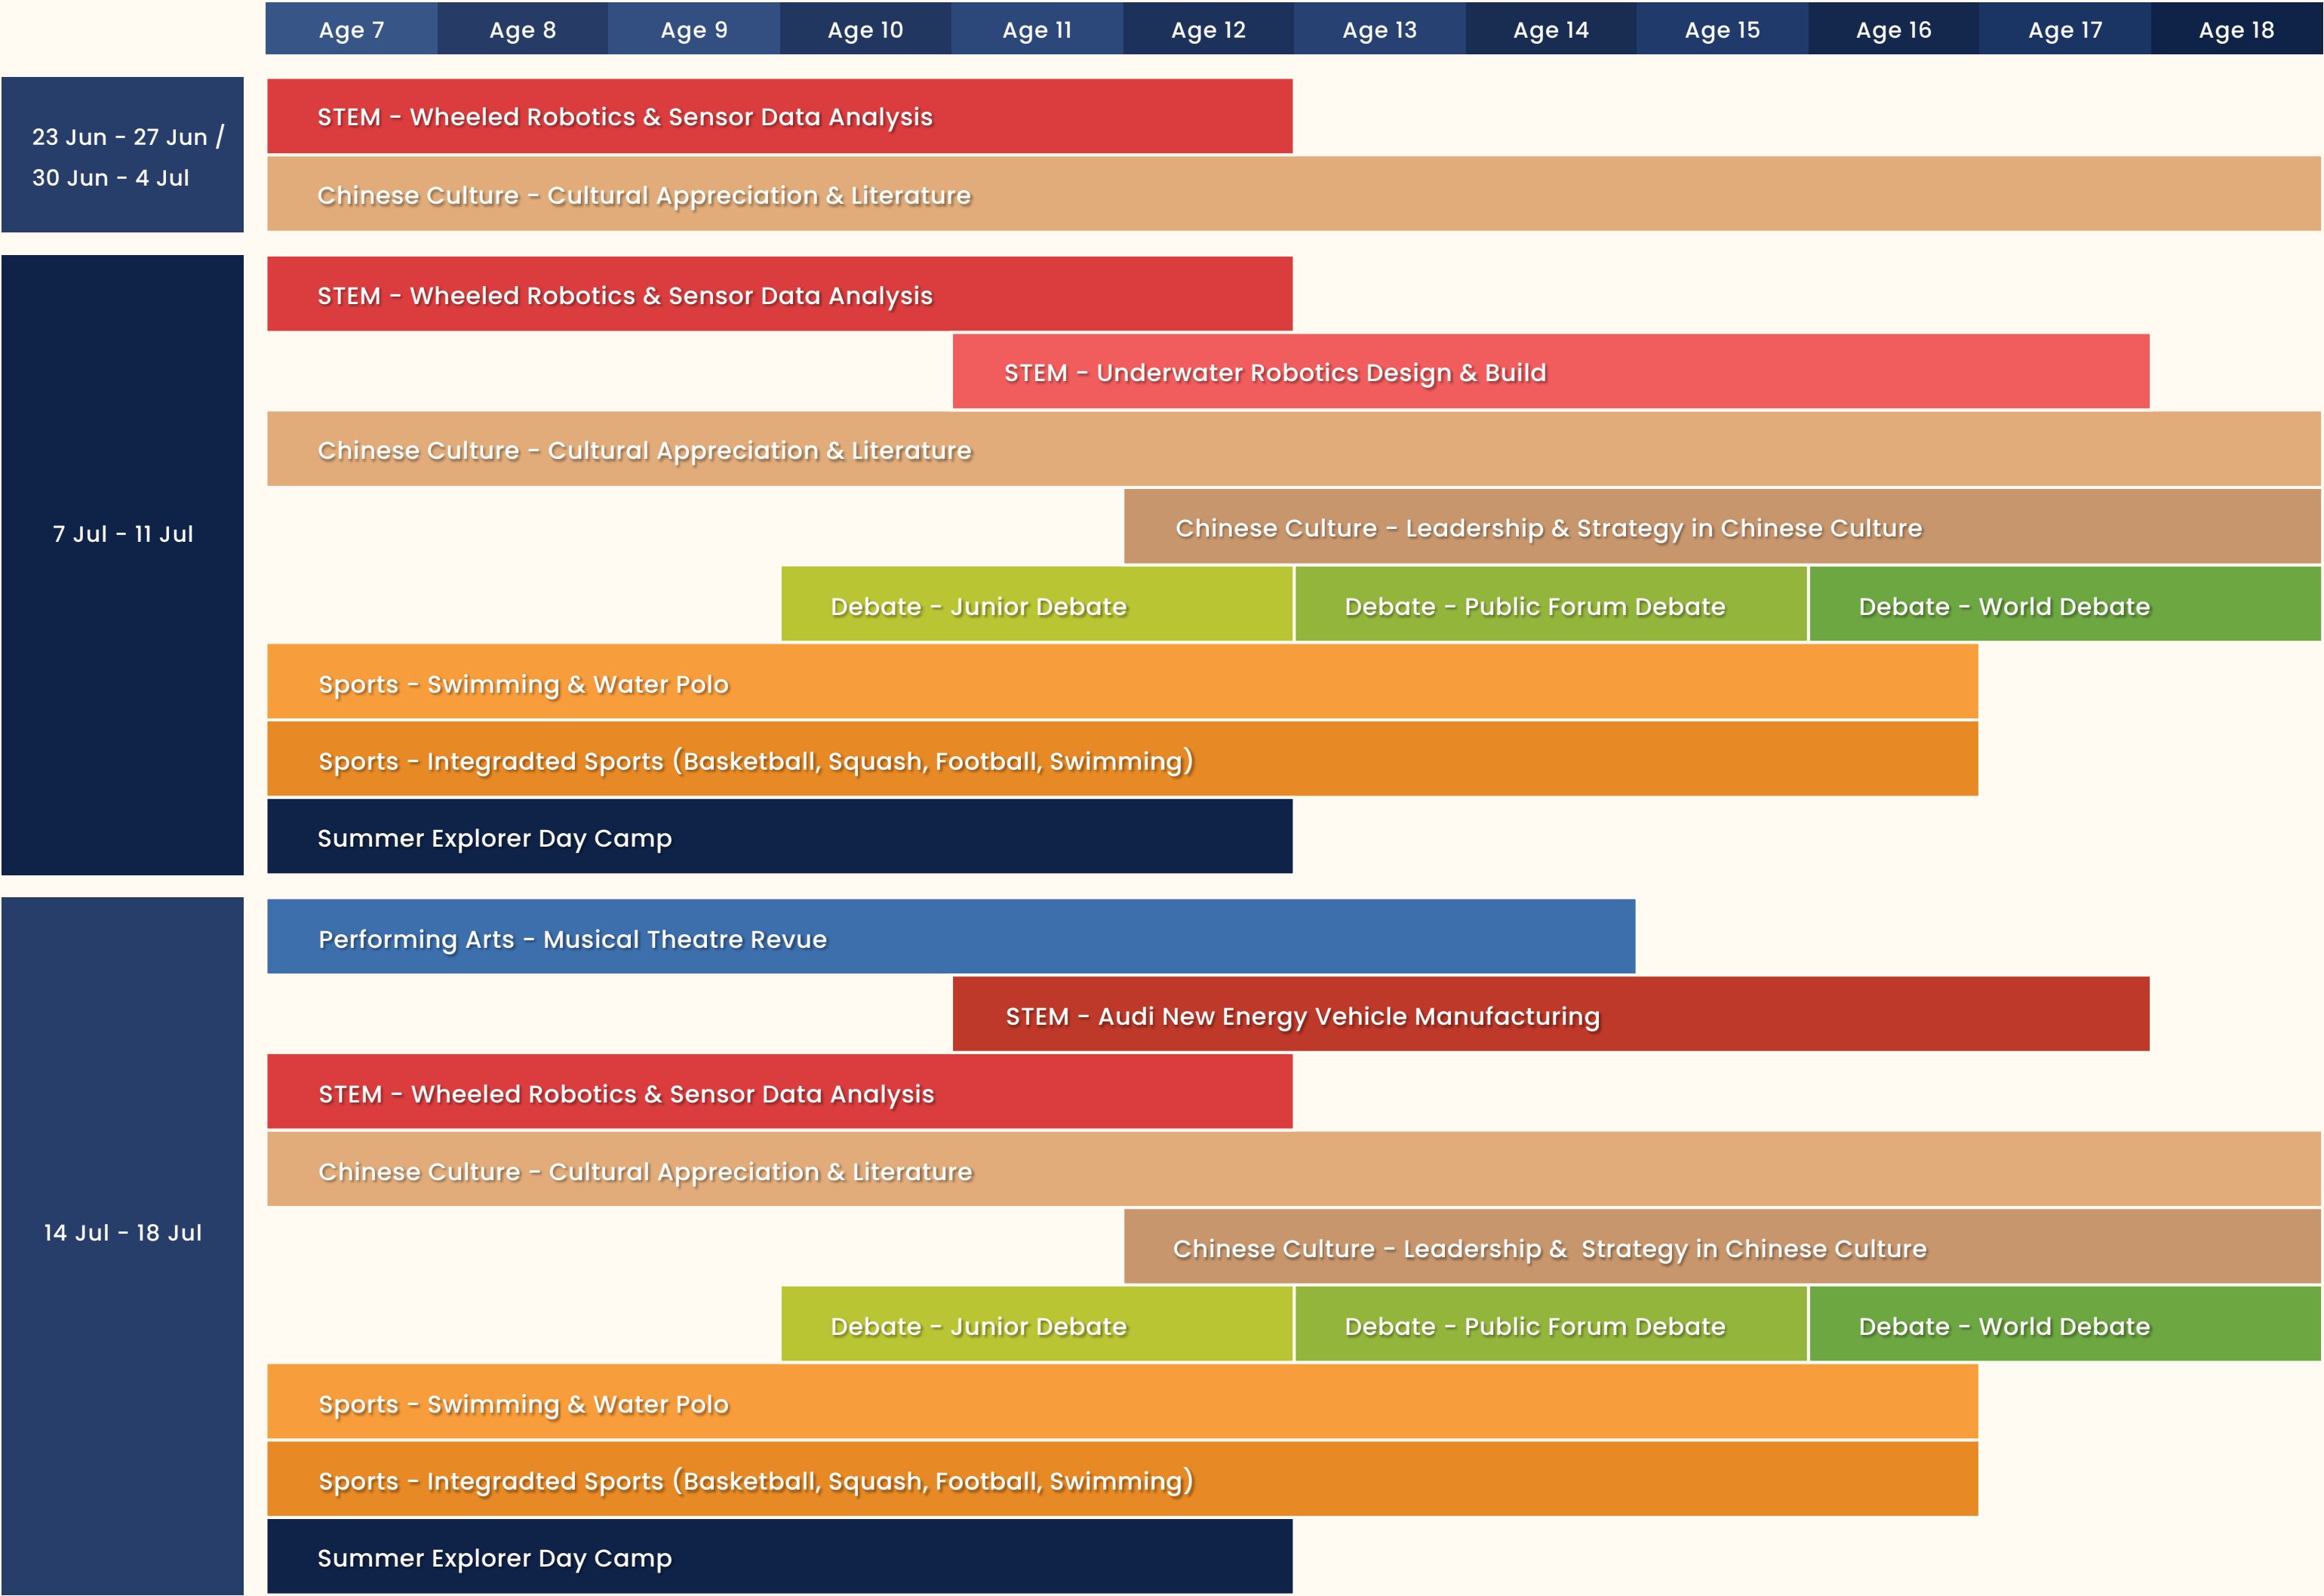 Age 7 Age 8 Age 9 Age 10 Age 11 Age 12 Age 13 Age 14 Age 15 Age 16 Age 17 Age 18
23 Jun - 27 Jun /
30 Jun - 4 Jul
STEM - Wheeled Robotics & Sensor Data Analysis
Chinese Culture - Cultural Appreciation & Literature
7 Jul - 11 Jul
STEM - Wheeled Robotics & Sensor Data Analysis
STEM - Underwater Robotics Design & Build
Chinese Culture - Cultural Appreciation & Literature
Chinese Culture - Leadership & Strategy in Chinese Culture
Debate - Junior Debate Debate - Public Forum Debate Debate - World Debate
Sports - Swimming & Water Polo
Sports - Integradted Sports (Basketball, Squash, Football, Swimming)
Summer Explorer Day Camp
14 Jul - 18 Jul
Performing Arts - Musical Theatre Revue
STEM - Audi New Energy Vehicle Manufacturing
STEM - Wheeled Robotics & Sensor Data Analysis
Chinese Culture - Cultural Appreciation & Literature
Chinese Culture - Leadership & Strategy in Chinese Culture
Debate - Junior Debate Debate - Public Forum Debate Debate - World Debate
Sports - Swimming & Water Polo
Sports - Integradted Sports (Basketball, Squash, Football, Swimming)
Summer Explorer Day Camp